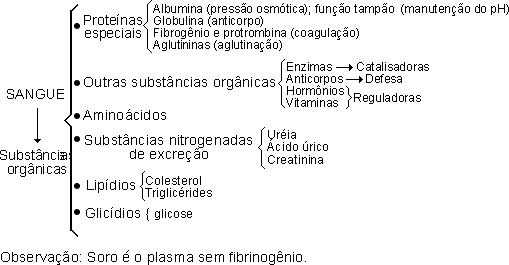 Proteínas especiais
Albumina (pressão osmótica); função tampão (manutenção do pH)
Globulina (anticorpo)
Fibrogênio e protrombina (coagulação)
Aglutininas (aglutinação)
Outras substâncias orgânicas
Enzimas → Catalisadoras
Anticorpos → Defesa
Hormônios
Vitaminas
Reguladoras
SANGUE
Substâncias
orgânicas
Aminoácidos
Substâncias nitrogenadas
de excreção
Uréia
Ácido úrico
Creatinina
Lipídios
Colesterol
Triglicérides
Glicídios { glicose
Observação: Soro é o plasma sem fibrinogênio.